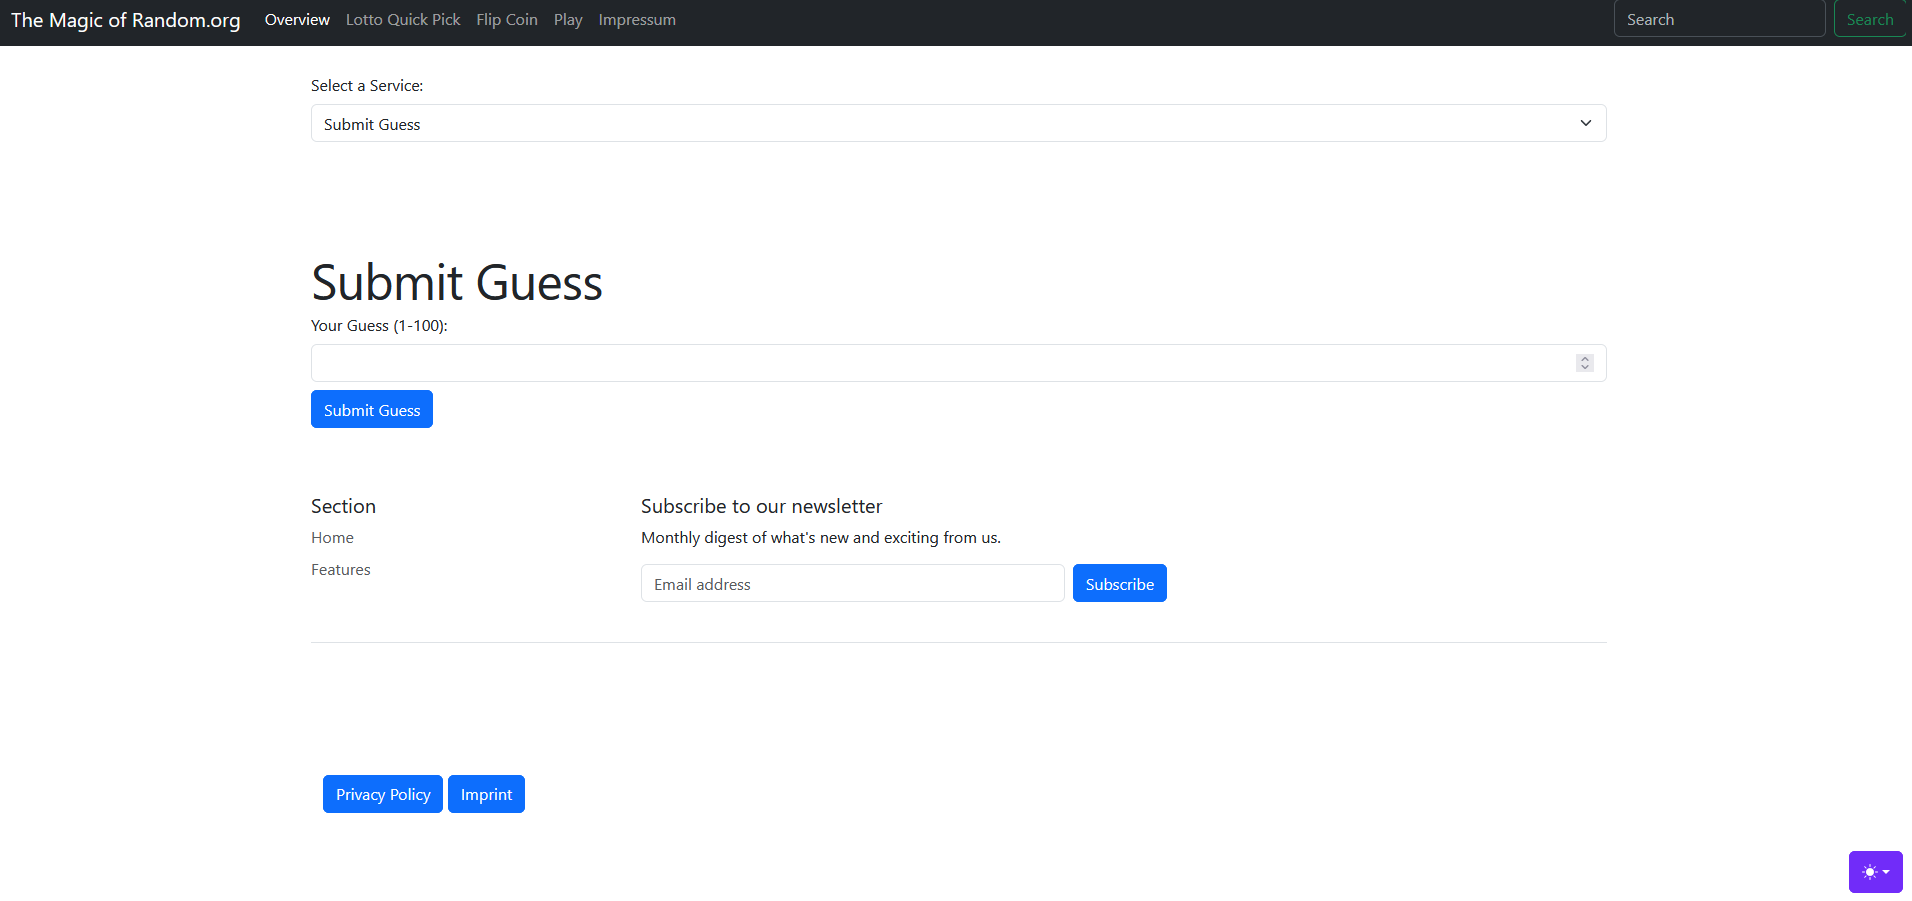 The Magic of Random.org Overview Lotto Quick Pick Flip Coin Play Impressum Search Search
Select a Service:
Submit Guess
Submit Guess
Your Guess (1-100):
Submit Guess
Section
Home
Features
Subscribe to our newsletter
Monthly digest of what's new and exciting from us.
Email address Subscribe
Privacy Policy Imprint